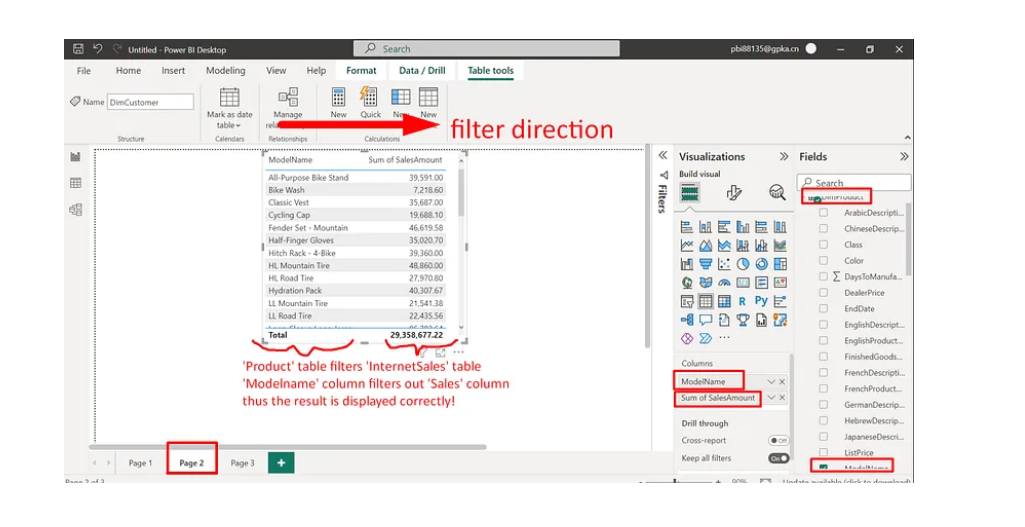 Untitled - Power BI Desktop
Search
pbi88135@gpka.cn
File Home Insert Modeling View Help Format Data / Drill Table tools
Name DimCustomer
Mark as date
table
Manage
New Quick New New
Structure Calendars Relationships Calculations
filter direction
ModelName Sum of SalesAmount
All-Purpose Bike Stand 39,591.00
Bike Wash 7,218.60
Classic Vest 35,687.00
Cycling Cap 19,688.10
Fender Set - Mountain 46,619.58
Half-Finger Gloves 35,020.70
Hitch Rack - 4-Bike 39,360.00
HL Mountain Tire 48,860.00
HL Road Tire 27,970.80
Hydration Pack 40,307.67
LL Mountain Tire 21,541.38
LL Road Tire 22,435.56
Total 29,358,677.22
'Product' table filters 'InternetSales' table
'Modelname' column filters out 'Sales' column
thus the result is displayed correctly!
Filters
Visualizations
Build visual
R Py
Columns
ModelName
Sum of SalesAmount
Drill through
Cross-report Off
Keep all filters On
Fields
Search
DimProduct
ArabicDescripti...
ChineseDescrip...
Class
Color
DaysToManufa...
DealerPrice
EndDate
EnglishDescript...
EnglishProduct...
FinishedGoods...
FrenchDescripti...
FrenchProduct...
GermanDescrip...
HebrewDescrip...
JapaneseDescri...
ListPrice
ModelName
Page 1 Page 2 Page 3
Page 2 of 3
90%
Update available (click to download)